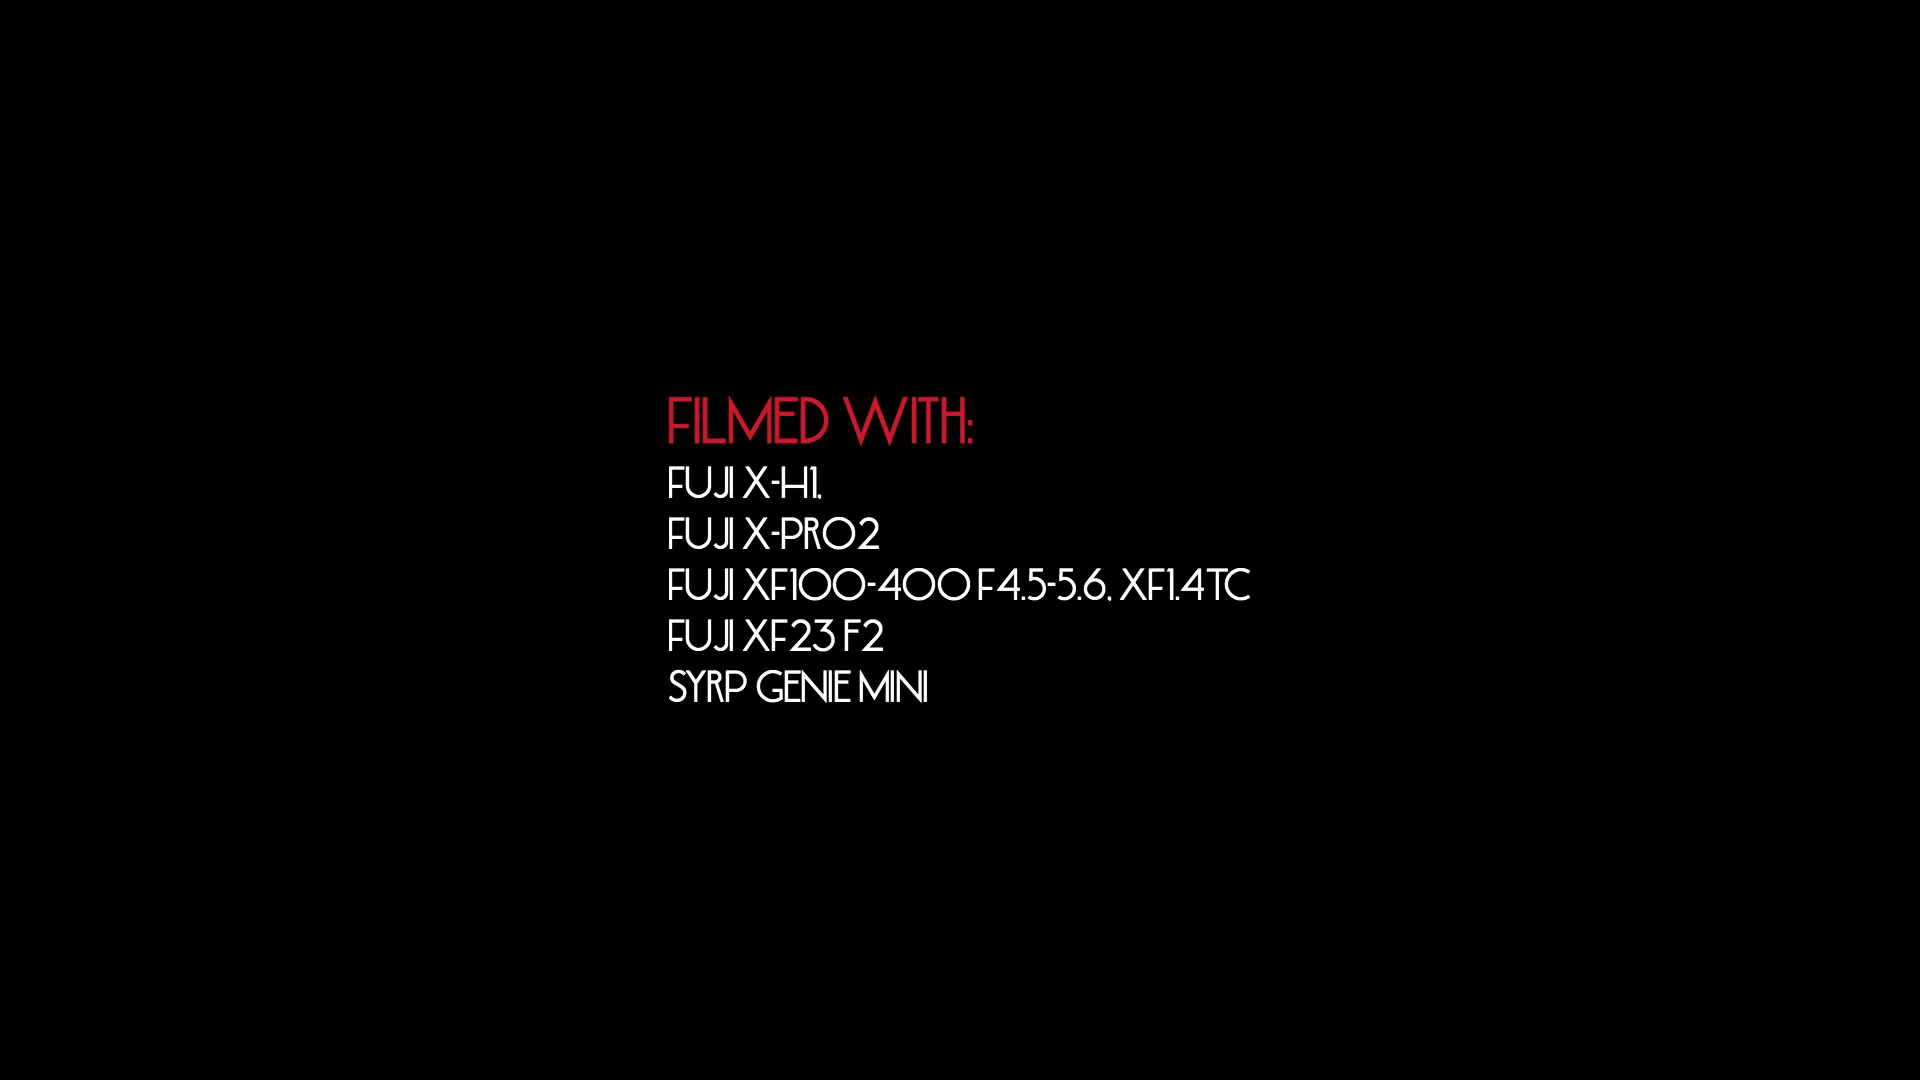 FILMED WITH:
FUJI X-H1,
FUJI X-PRO2
FUJI XF100-400 F4.5-5.6, XF1.4TC
FUJI XF23 F2
SYRP GENIE MINI